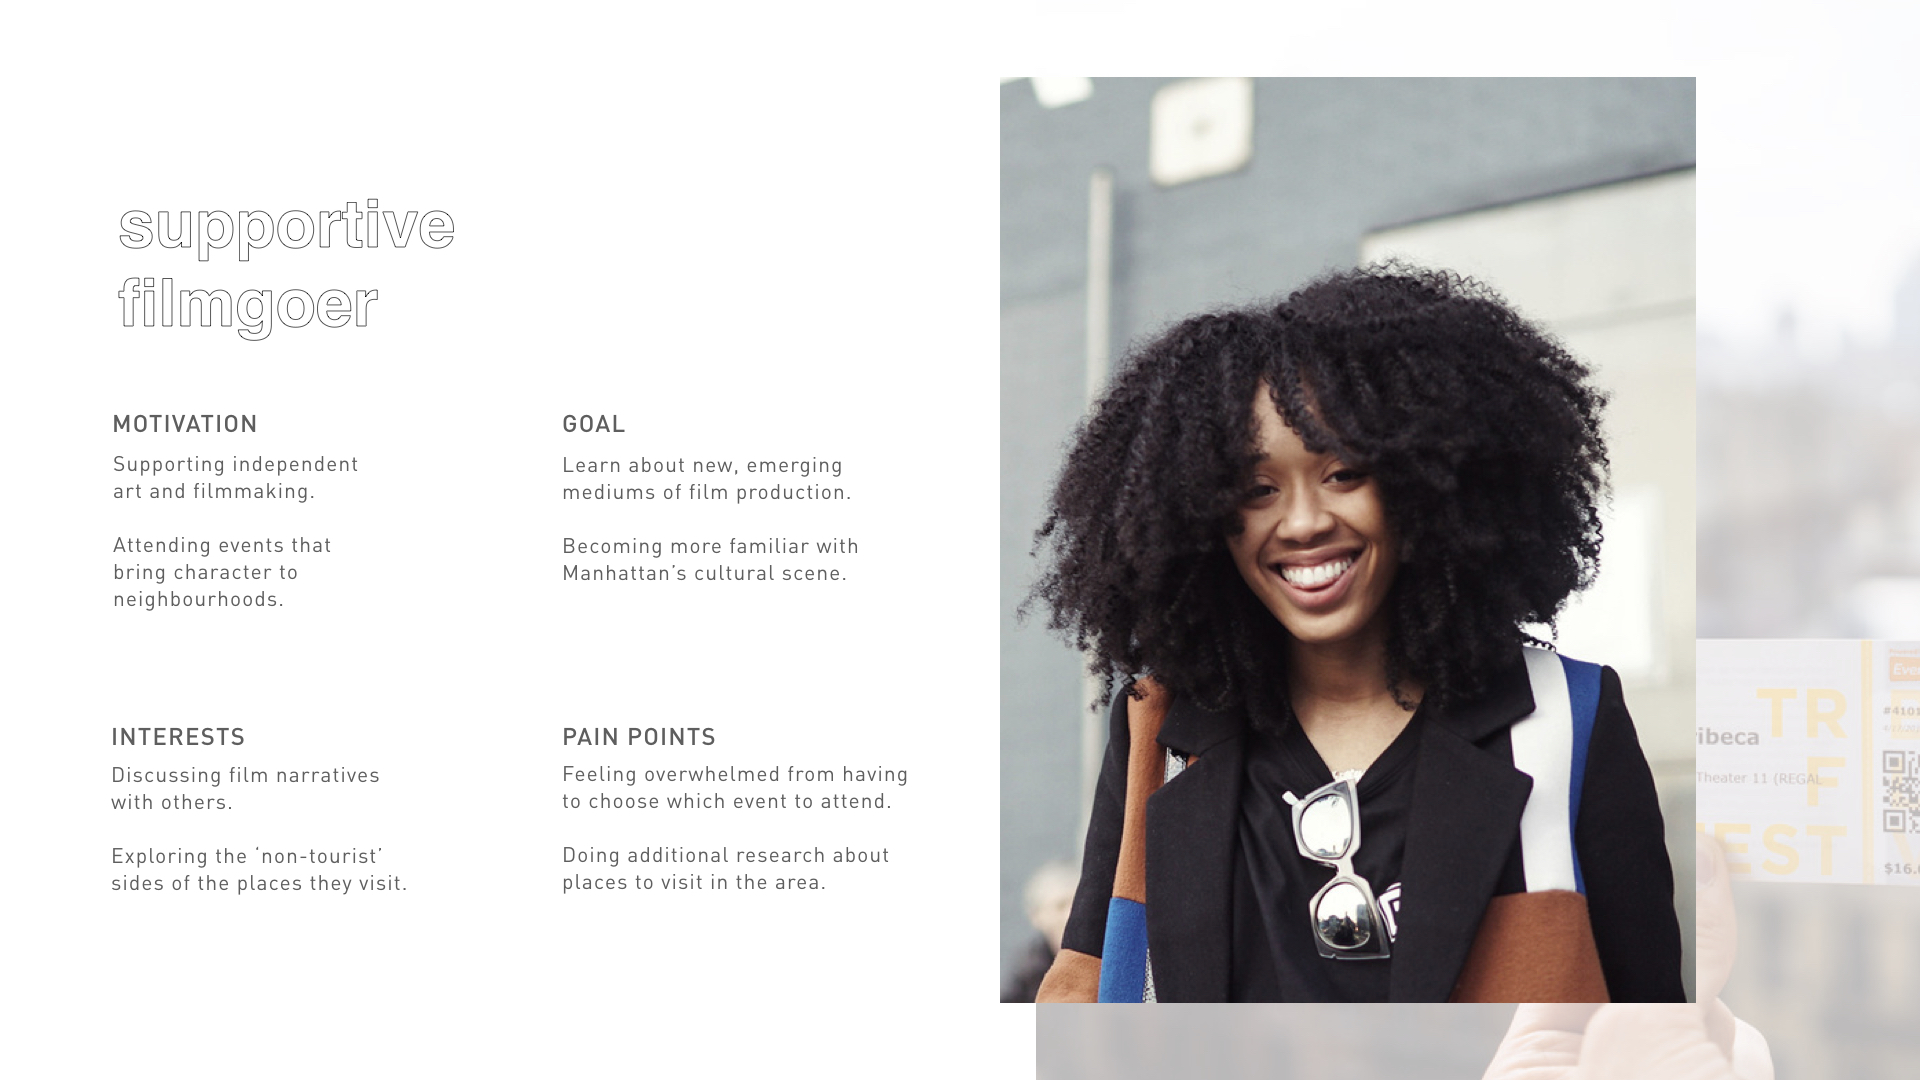 supportive
filmgoer
MOTIVATION
Supporting independent
art and filmmaking.
Attending events that
bring character to
neighbourhoods.
GOAL
Learn about new, emerging
mediums of film production.
Becoming more familiar with
Manhattan’s cultural scene.
INTERESTS
Discussing film narratives
with others.
Exploring the ‘non-tourist’
sides of the places they visit.
PAIN POINTS
Feeling overwhelmed from having
to choose which event to attend.
Doing additional research about
places to visit in the area.
TR
F
EST
ribeca
Theater 11 (REGAL
Eve
#4101
$16.